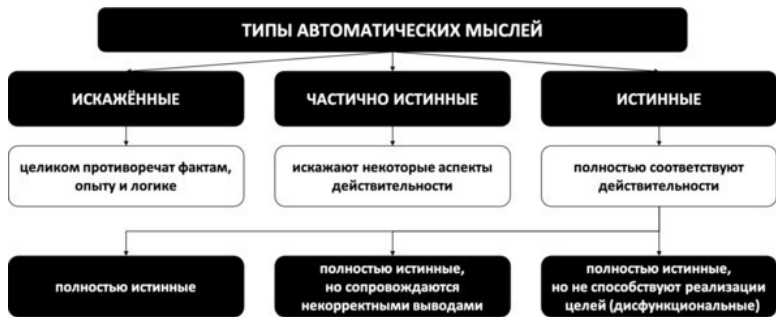 ТИПЫ АВТОМАТИЧЕСКИХ МЫСЛЕЙ
ИСКАЖЁННЫЕ
ЧАСТИЧНО ИСТИННЫЕ
ИСТИННЫЕ
целиком противоречат фактам,
опыту и логике
искажают некоторые аспекты
действительности
полностью соответствуют
действительности
полностью истинные
полностью истинные,
но сопровождаются
некорректными выводами
полностью истинные,
но не способствуют реализации
целей (дисфункциональные)